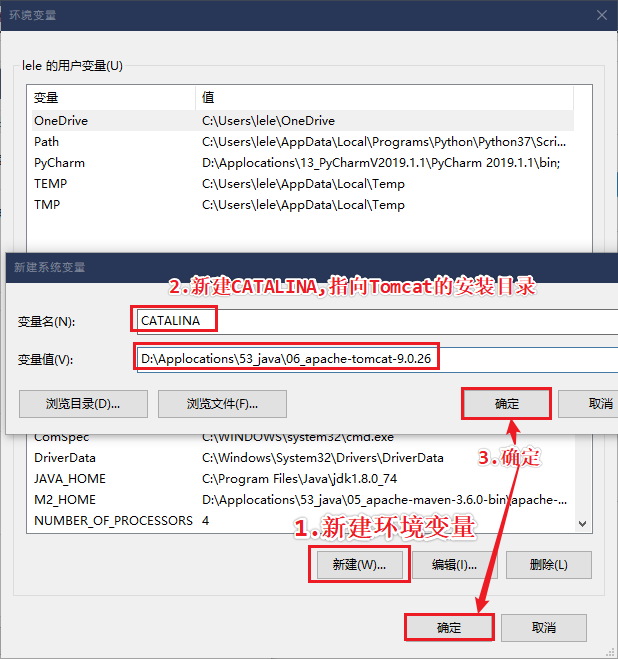 环境变量
lele 的用户变量(U)
变量 值
OneDrive C:\Users\lele\OneDrive
Path C:\Users\lele\AppData\Local\Programs\Python\Python37\Scri...
PyCharm D:\Applocations\13_PyCharmV2019.1.1\PyCharm 2019.1.1\bin;
TEMP C:\Users\lele\AppData\Local\Temp
TMP C:\Users\lele\AppData\Local\Temp
新建系统变量
2.新建CATALINA,指向Tomcat的安装目录
变量名(N): CATALINA
变量值(V): D:\Applocations\53_java\06_apache-tomcat-9.0.26
浏览目录(D)... 浏览文件(F)... 确定 取消
ComSpec C:\WINDOWS\system32\cmd.exe
DriverData C:\Windows\System32\Drivers\DriverData
3.确定
JAVA_HOME C:\Program Files\Java\jdk1.8.0_74
M2_HOME D:\Applocations\53_java\05_apache-maven-3.6.0-bin\apache-...
NUMBER_OF_PROCESSORS 4
1.新建环境变量
新建(W)... 编辑(I)... 删除(L)
确定 取消